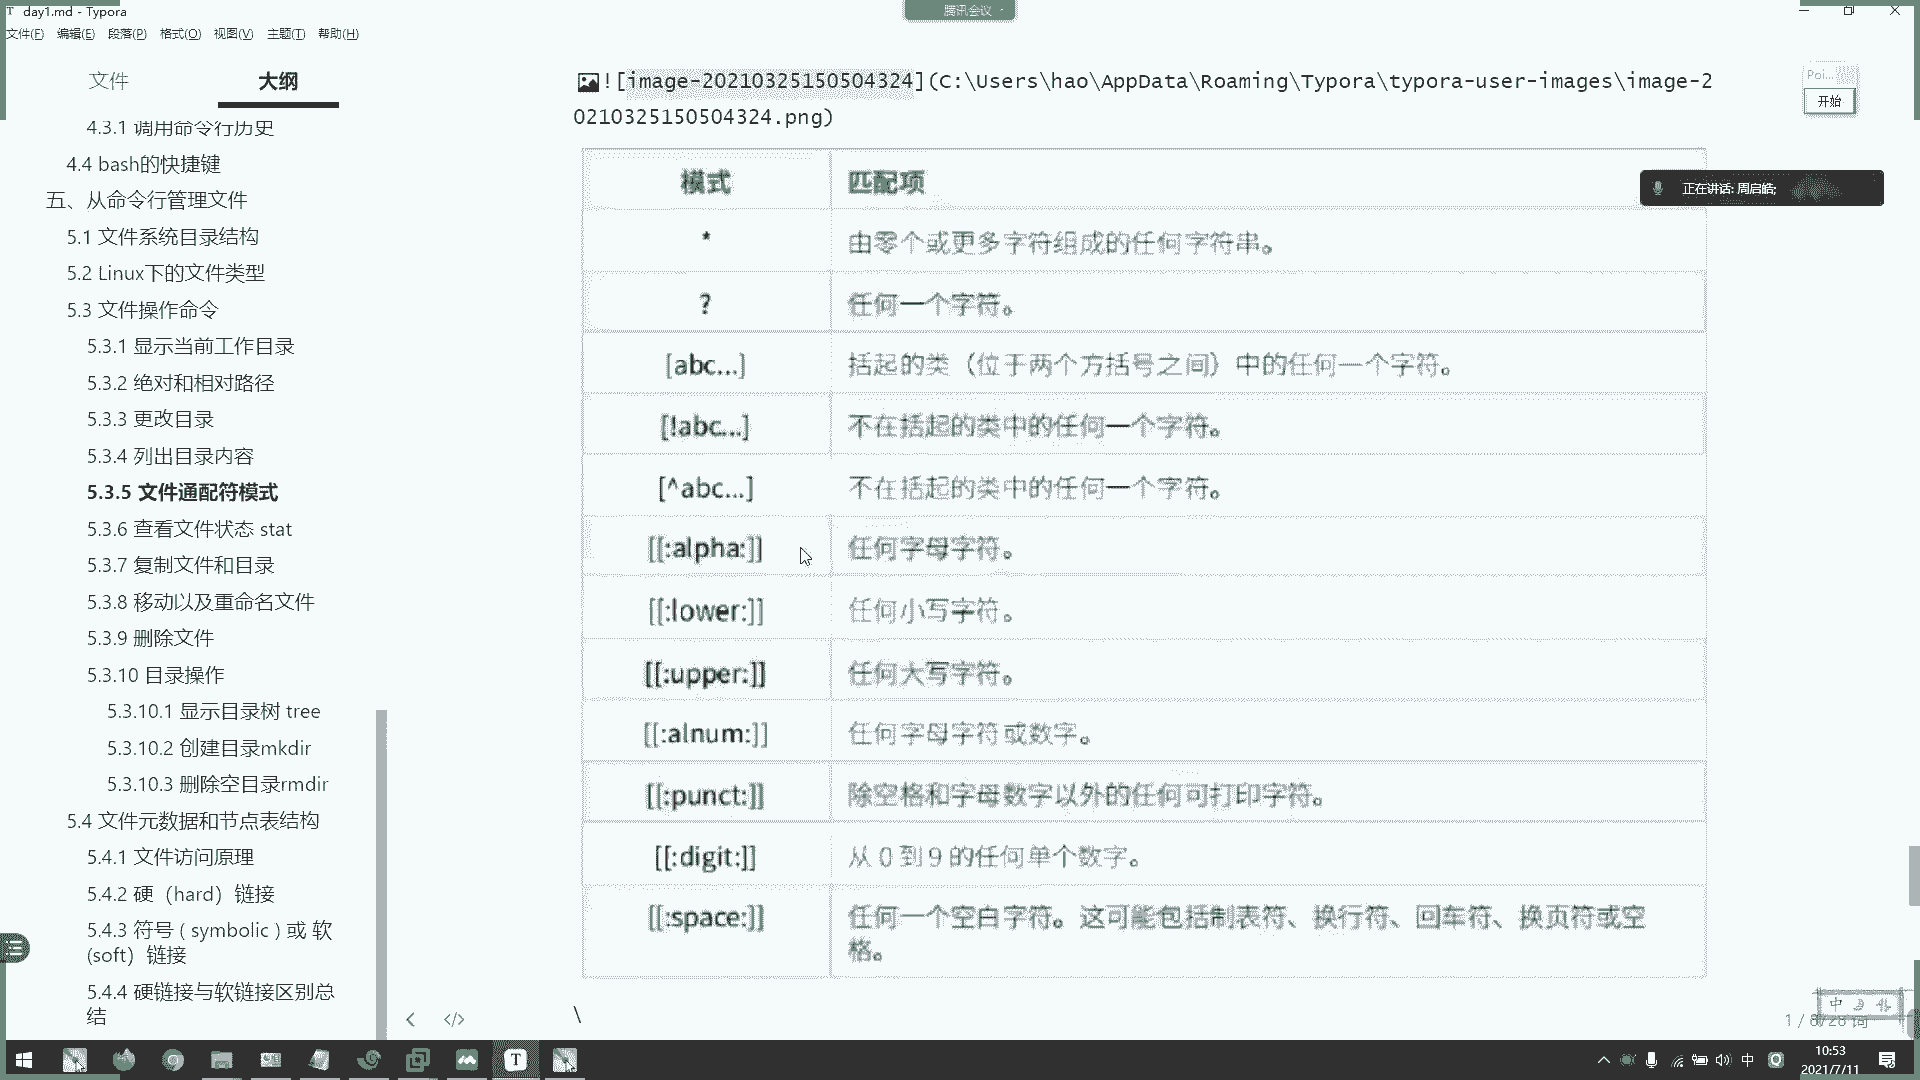 day1.md - Typora
腾讯会议
文件(F) 编辑(E) 段落(P) 格式(O) 视图(V) 主题(T) 帮助(H)
文件 大纲
4.3.1 调用命令行历史
4.4 bash的快捷键
五、从命令行管理文件
5.1 文件系统目录结构
5.2 Linux下的文件类型
5.3 文件操作命令
5.3.1 显示当前工作目录
5.3.2 绝对和相对路径
5.3.3 更改目录
5.3.4 列出目录内容
5.3.5 文件通配符模式
5.3.6 查看文件状态 stat
5.3.7 复制文件和目录
5.3.8 移动以及重命名文件
5.3.9 删除文件
5.3.10 目录操作
5.3.10.1 显示目录树 tree
5.3.10.2 创建目录mkdir
5.3.10.3 删除空目录rmdir
5.4 文件元数据和节点表结构
5.4.1 文件访问原理
5.4.2 硬（hard）链接
5.4.3 符号 ( symbolic ) 或 软
(soft）链接
5.4.4 硬链接与软链接区别总
结
![image-20210325150504324](C:\Users\hao\AppData\Roaming\Typora\typora-user-images\image-2
0210325150504324.png)
Poi...
开始
正在讲话: 周启皓;
模式 匹配项
* 由零个或更多字符组成的任何字符串。
? 任何一个字符。
[abc...] 括起的类（位于两个方括号之间）中的任何一个字符。
[!abc...] 不在括起的类中的任何一个字符。
[^abc...] 不在括起的类中的任何一个字符。
[[:alpha:]] 任何字母字符。
[[:lower:]] 任何小写字符。
[[:upper:]] 任何大写字符。
[[:alnum:]] 任何字母字符或数字。
[[:punct:]] 除空格和字母数字以外的任何可打印字符。
[[:digit:]] 从 0 到 9 的任何单个数字。
[[:space:]] 任何一个空白字符。这可能包括制表符、换行符、回车符、换页符或空
格。
\
中
中
10:53
2021/7/11